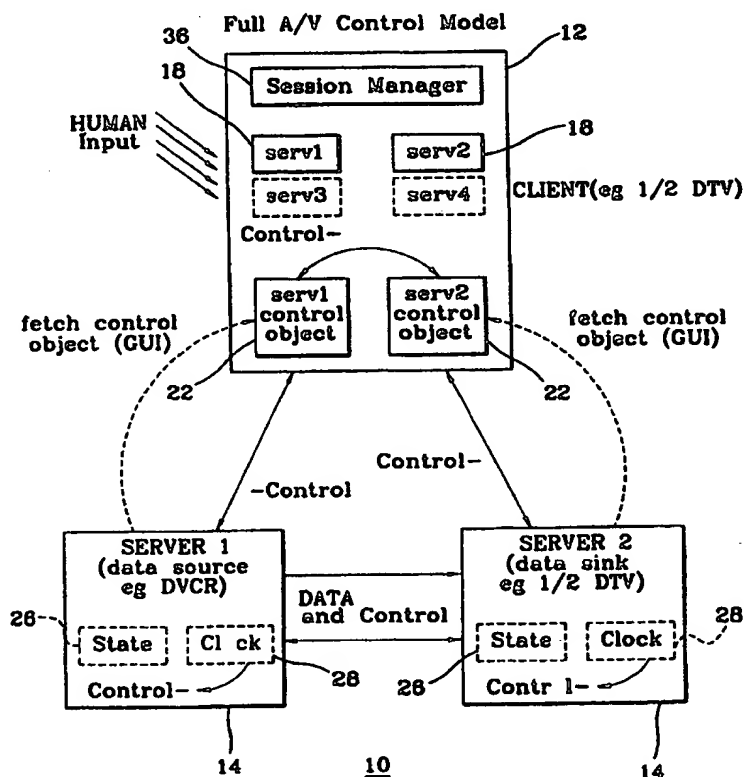 Full A/V Control Model
36
12
Session Manager
18
18
HUMAN
Input
serv1
serv2
serv3
serv4
CLIENT(eg 1/2 DTV)
Control-
serv1
control
object
serv2
control
object
fetch control
object (GUI)
fetch control
object (GUI)
22
22
-Control
Control-
SERVER 1
(data source
eg DVCR)
SERVER 2
(data sink
eg 1/2 DTV)
DATA
and Control
26
State
Cl ck
28
State
Clock
28
26
Control-
Contr l-
14
10
14